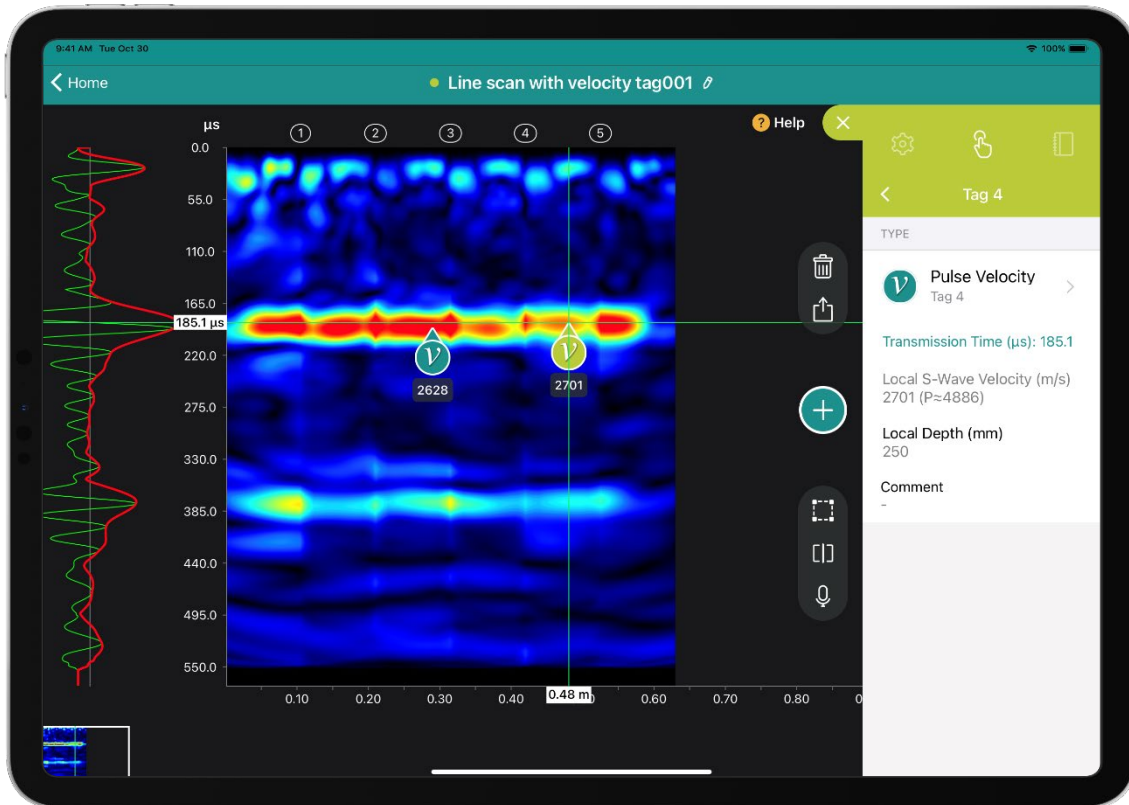 9:41 AM Tue Oct 30
100%
Home
Line scan with velocity tag001
? Help
µs
1 2 3 4 5
0.0
55.0
110.0
165.0
185.1 µs
220.0
275.0
330.0
385.0
440.0
495.0
550.0
v
2628
v
2701
0.10 0.20 0.30 0.40 0.48 m 0.60 0.70 0.80
Tag 4
TYPE
v
Pulse Velocity
Tag 4
Transmission Time (µs): 185.1
Local S-Wave Velocity (m/s)
2701 (P≈4886)
Local Depth (mm)
250
Comment
-